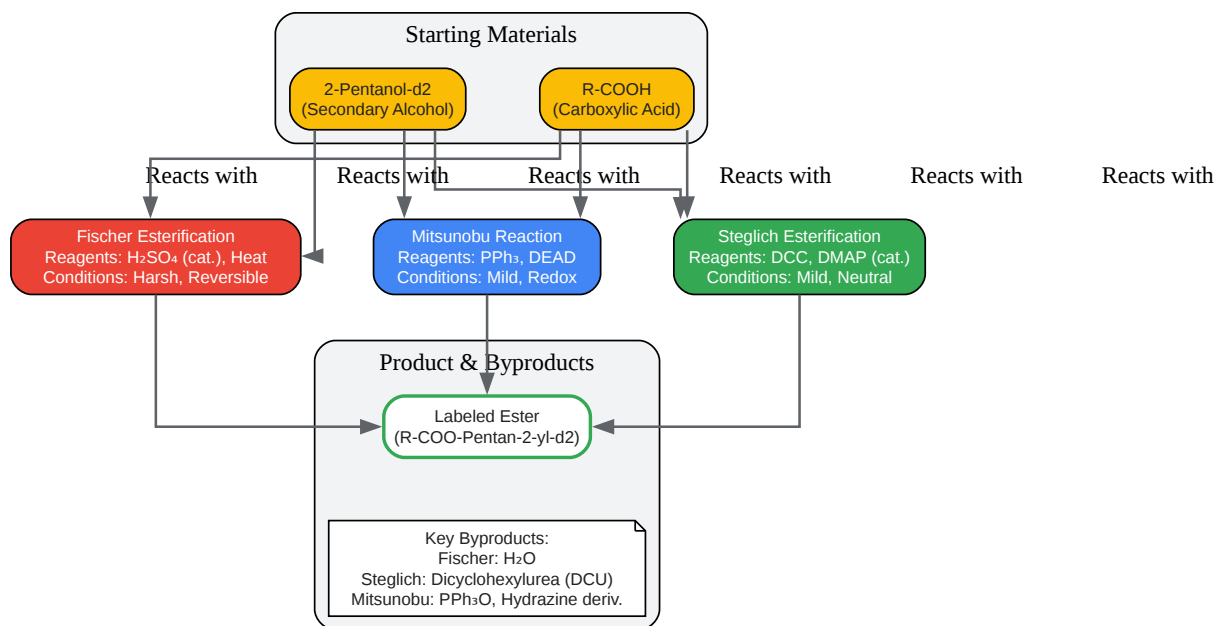 Starting Materials
2-Pentanol-d2
(Secondary Alcohol)
R-COOH
(Carboxylic Acid)
Reacts with
Reacts with
Reacts with
Reacts with
Reacts with
Reacts with
Fischer Esterification
Reagents: H₂SO₄ (cat.), Heat
Conditions: Harsh, Reversible
Mitsunobu Reaction
Reagents: PPh₃, DEAD
Conditions: Mild, Redox
Steglich Esterification
Reagents: DCC, DMAP (cat.)
Conditions: Mild, Neutral
Product & Byproducts
Labeled Ester
(R-COO-Pentan-2-yl-d2)
Key Byproducts:
Fischer: H₂O
Steglich: Dicyclohexylurea (DCU)
Mitsunobu: PPh₃O, Hydrazine deriv.